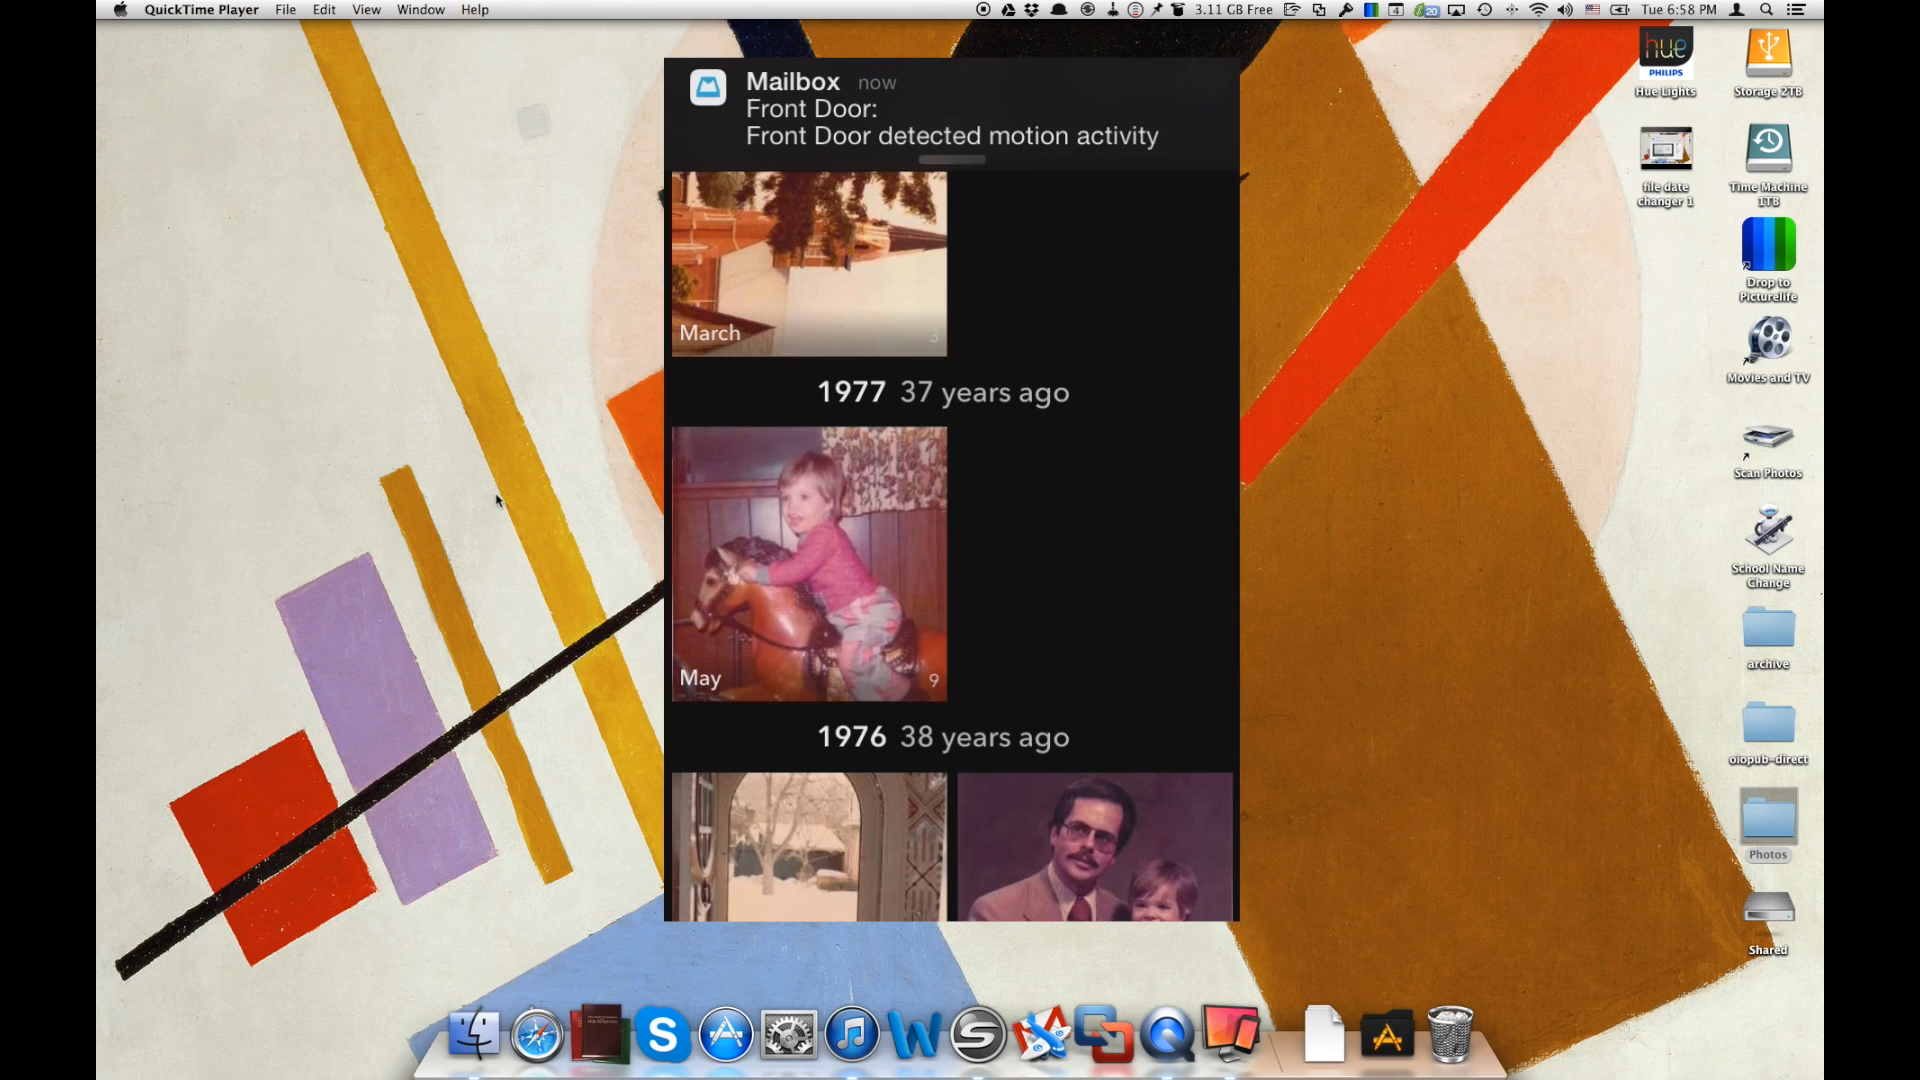 QuickTime Player File Edit View Window Help
3.11 GB Free
4
20
Tue 6:58 PM
Mailbox now
Front Door:
Front Door detected motion activity
March 3
1977 37 years ago
May 9
1976 38 years ago
hue
PHILIPS
Hue Lights
Storage 2TB
file date
changer 1
Time Machine
1TB
Drop to
Picturelife
Movies and TV
Scan Photos
School Name
Change
archive
oiopub-direct
Photos
Shared